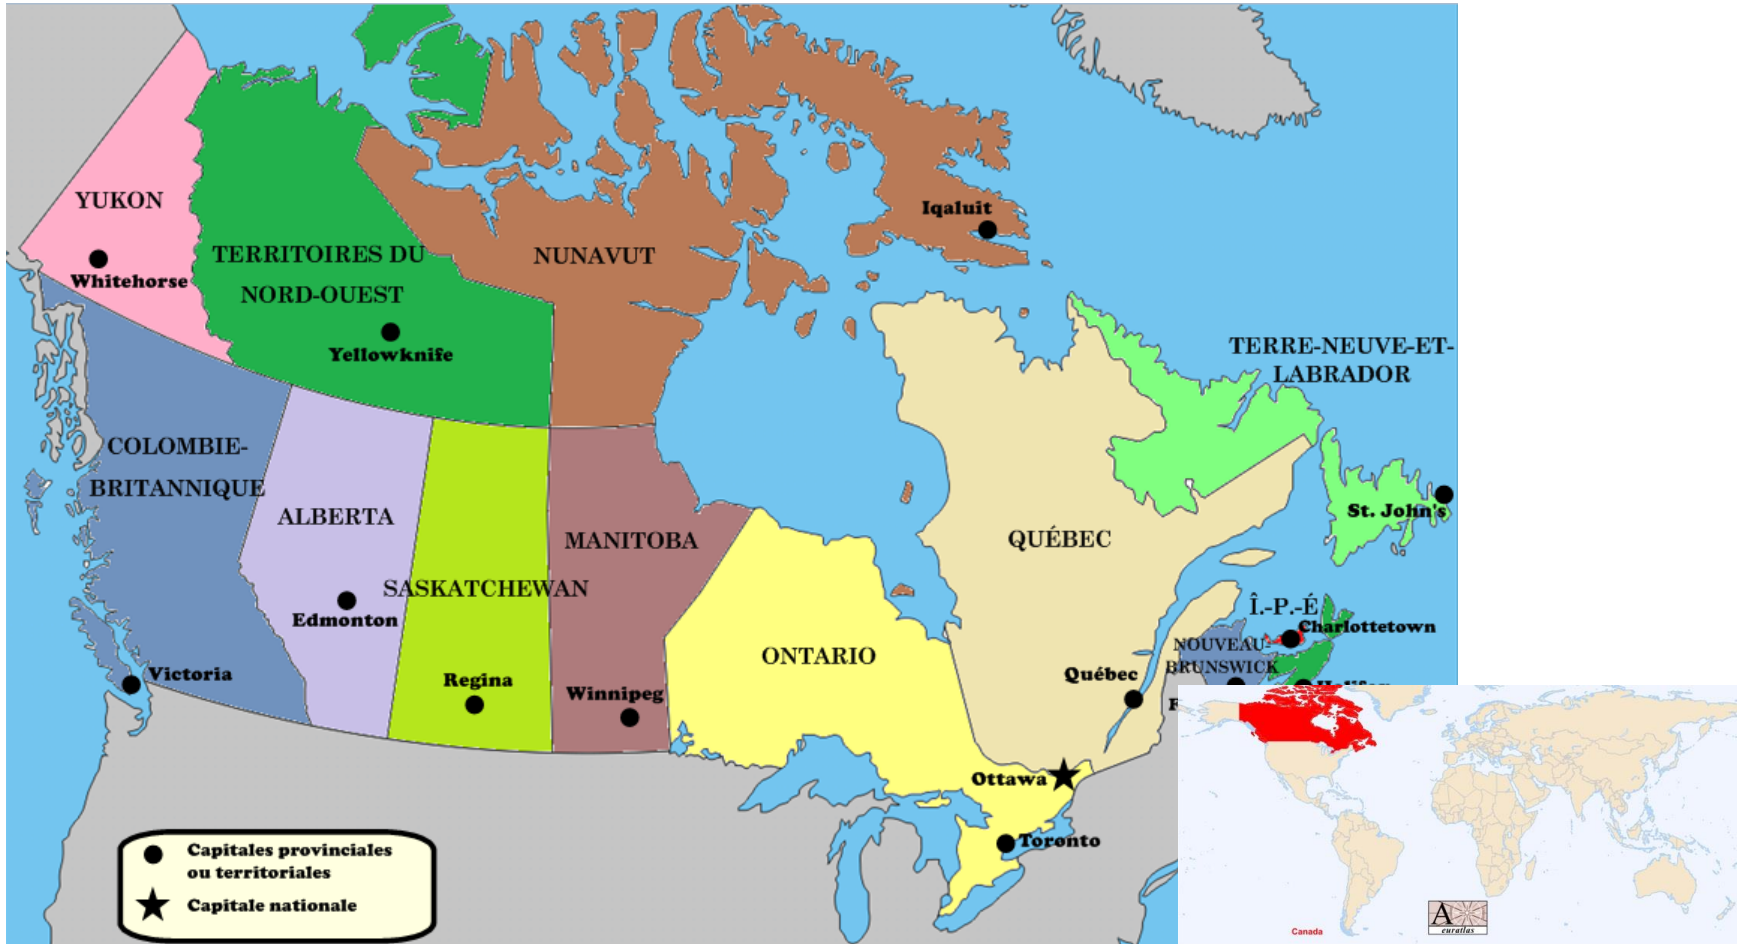 YUKON
Whitehorse
TERRITOIRES DU
NORD-OUEST
Yellowknife
NUNAVUT
Iqaluit
TERRE-NEUVE-ET-
LABRADOR
St. John's
COLOMBIE-
BRITANNIQUE
Victoria
ALBERTA
Edmonton
SASKATCHEWAN
Regina
MANITOBA
Winnipeg
ONTARIO
Ottawa
Toronto
QUÉBEC
Québec
Î.-P.-É
Charlottetown
NOUVEAU-
BRUNSWICK
Capitales provinciales
ou territoriales
Capitale nationale
Canada
A
euratlas